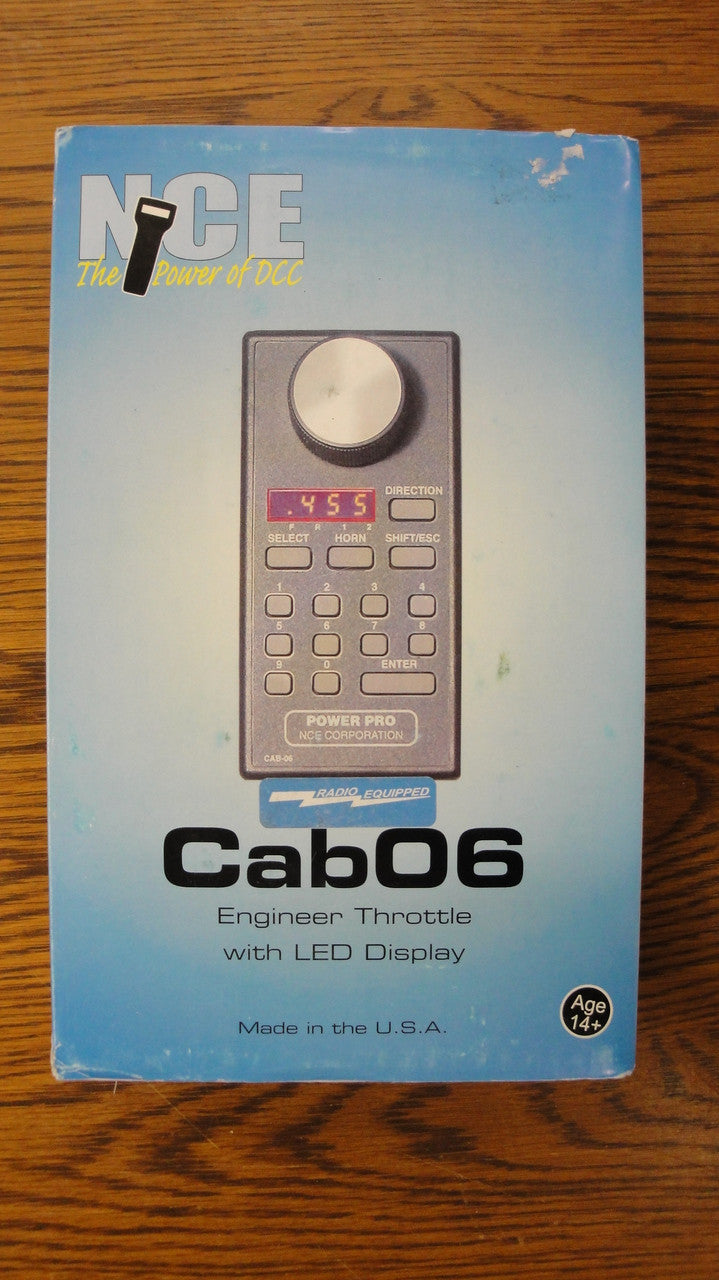 NCE
The Power of DCC
.455
DIRECTION
F R 1 2
SELECT HORN SHIFT/ESC
1 2 3 4
5 6 7 8
9 0 ENTER
POWER PRO
NCE CORPORATION
CAB-06
RADIO EQUIPPED
Cab06
Engineer Throttle
with LED Display
Made in the U.S.A.
Age
14+